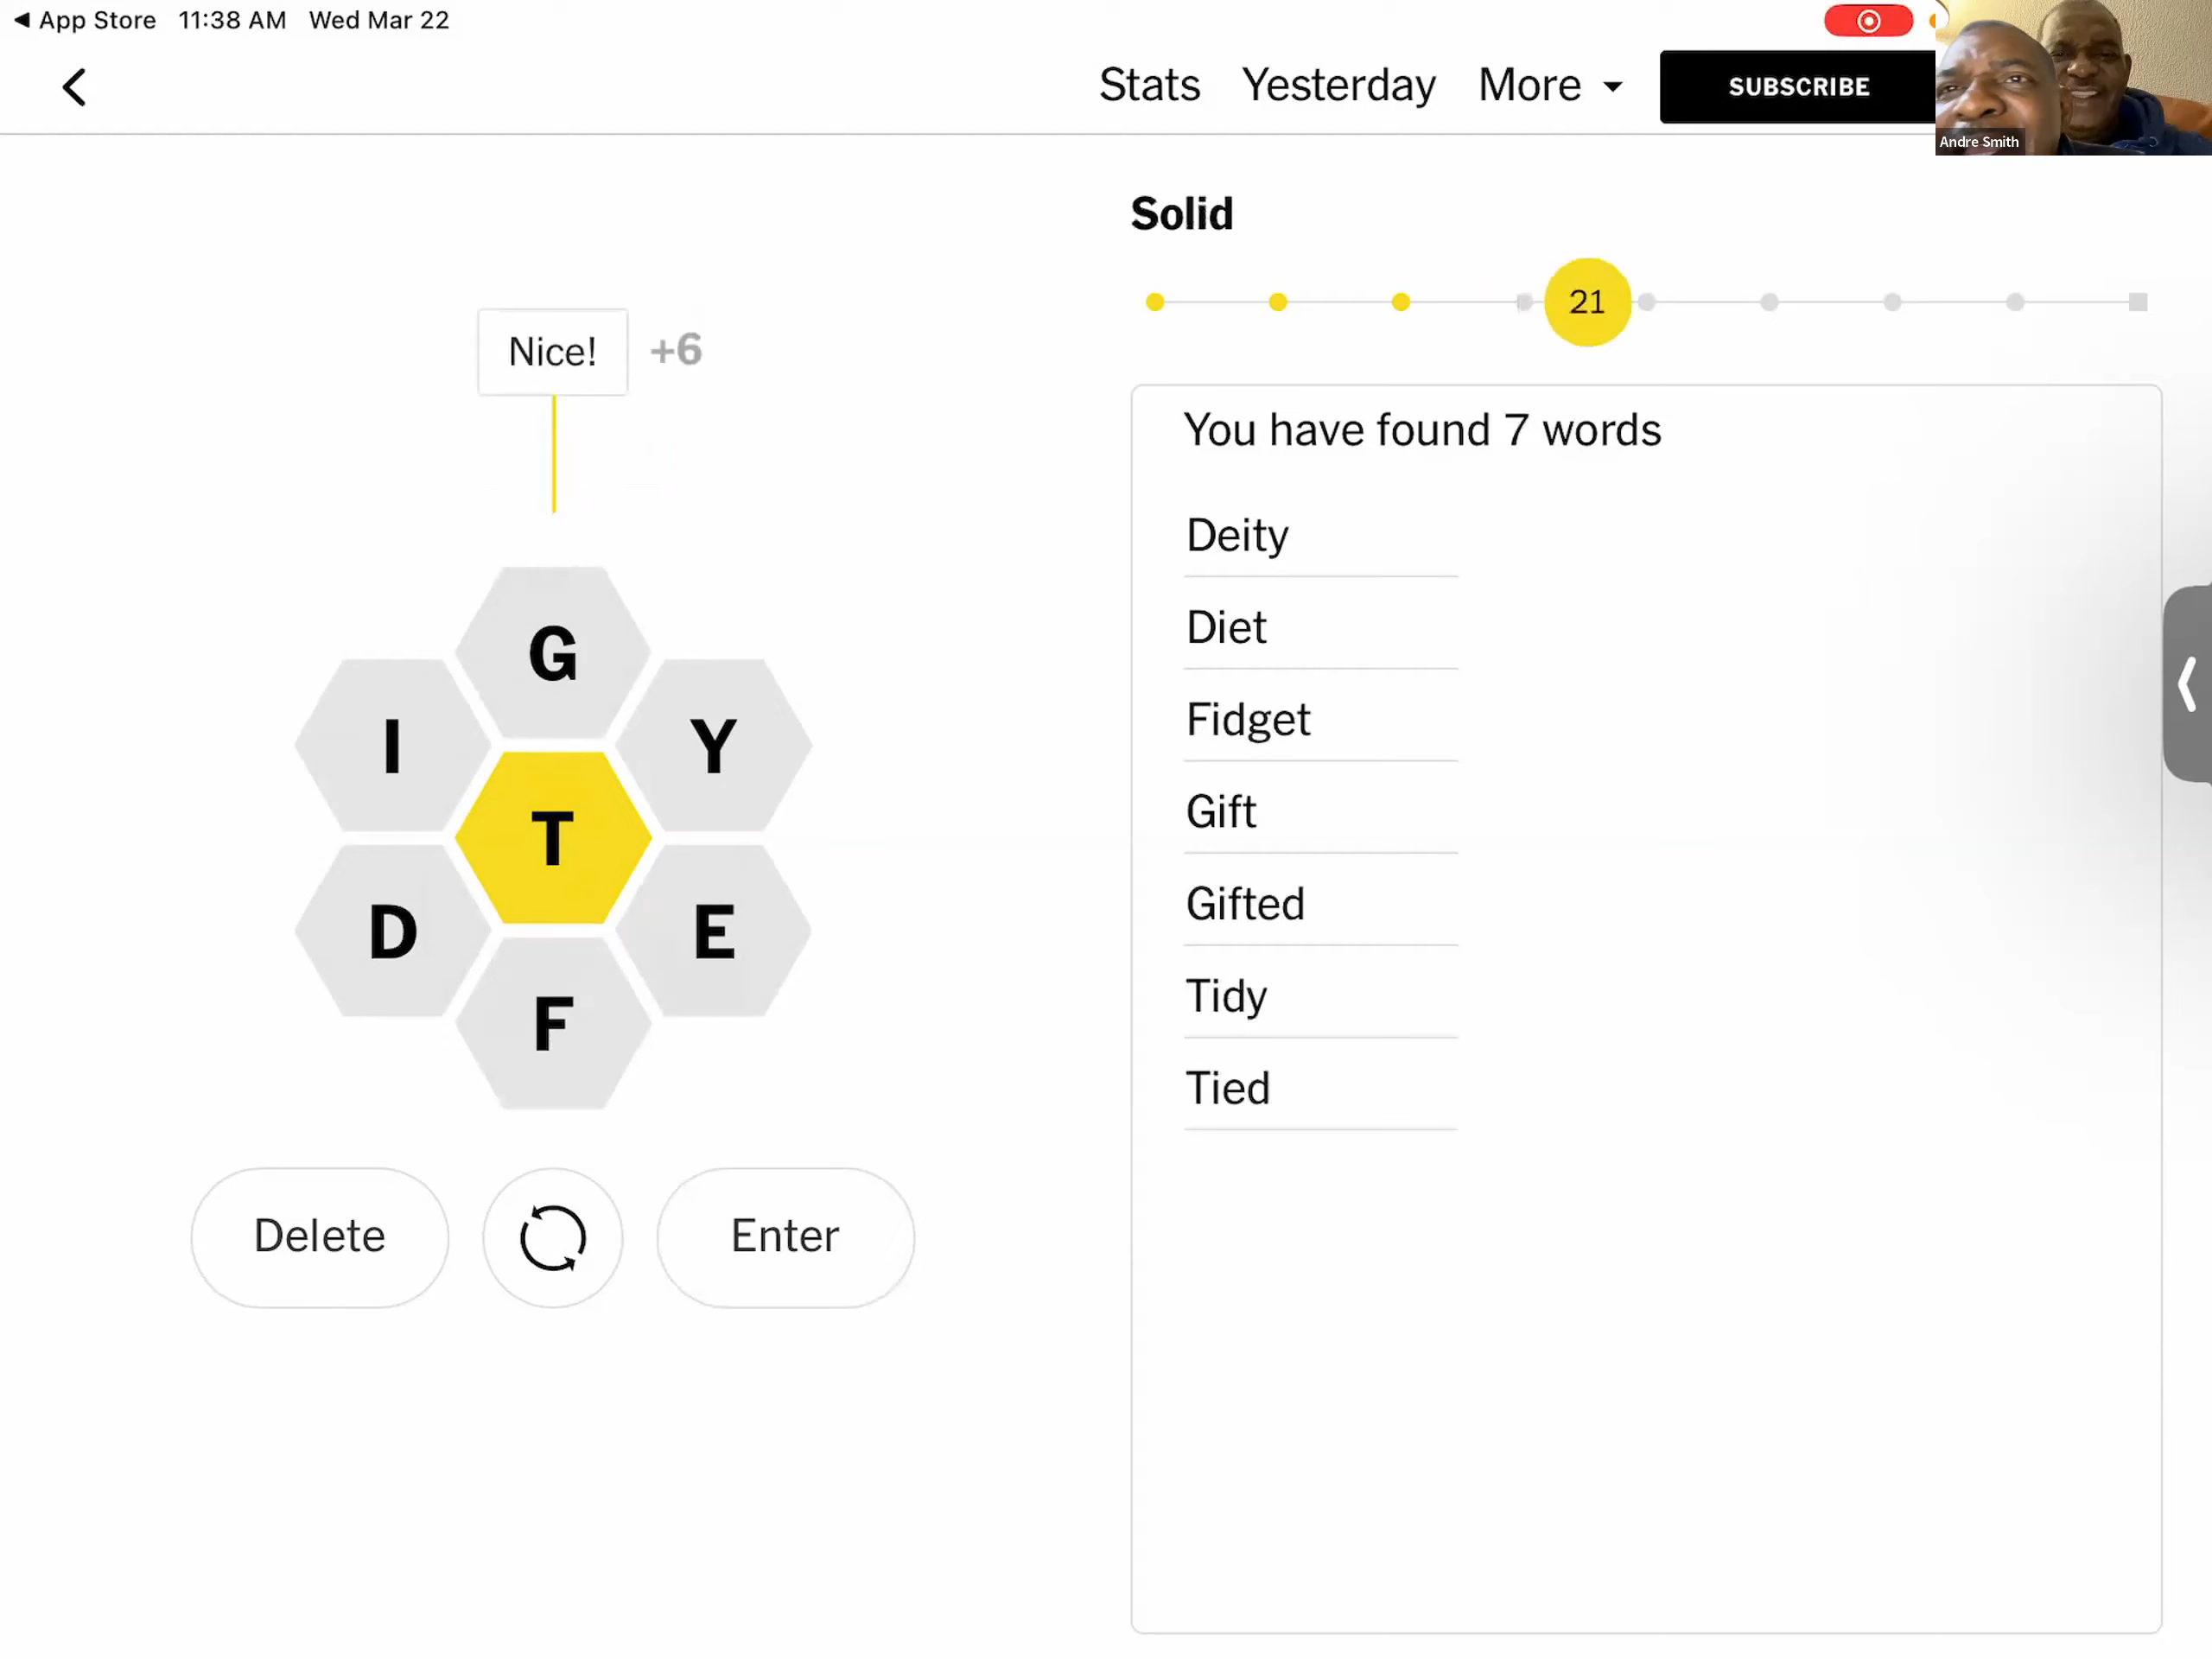 App Store 11:38 AM Wed Mar 22
Stats Yesterday More SUBSCRIBE
Andre Smith
Solid
21
Nice! +6
You have found 7 words
Deity
Diet
Fidget
Gift
Gifted
Tidy
Tied
G
I Y
T
D E
F
Delete Enter